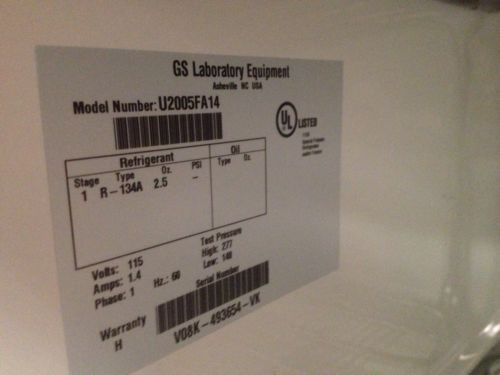 GS Laboratory Equipment
Asheville NC USA
Model Number: U2005FA14
UL LISTED
Refrigerant Oil
Stage Type Oz. PSI Type Oz.
1 R-134A 2.5 –
Test Pressure
Volts: 115 High: 277
Amps: 1.4 Hz.: 60 Low: 140
Phase: 1
Serial Number
Warranty
H
V08K-493654-VK